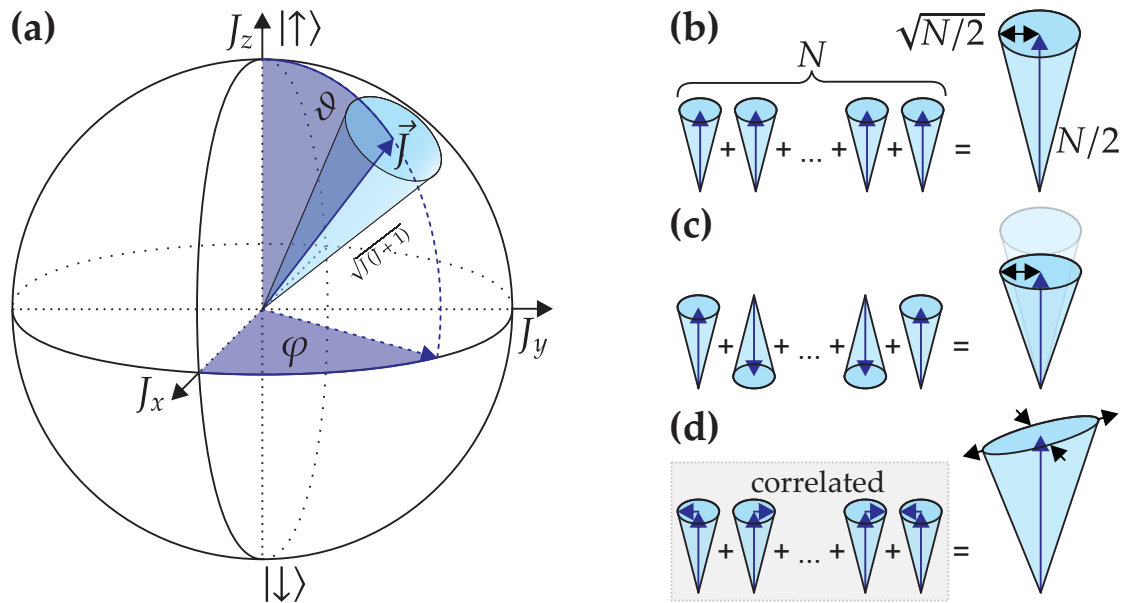 (a)
J_z |↑⟩
ϑ
J⃗
√J(J+1)
J_y
φ
J_x
|↓⟩
(b)
N
√N/2
+ + ... + + =
N/2
(c)
+ + ... + + =
(d)
correlated
+ + ... + + =